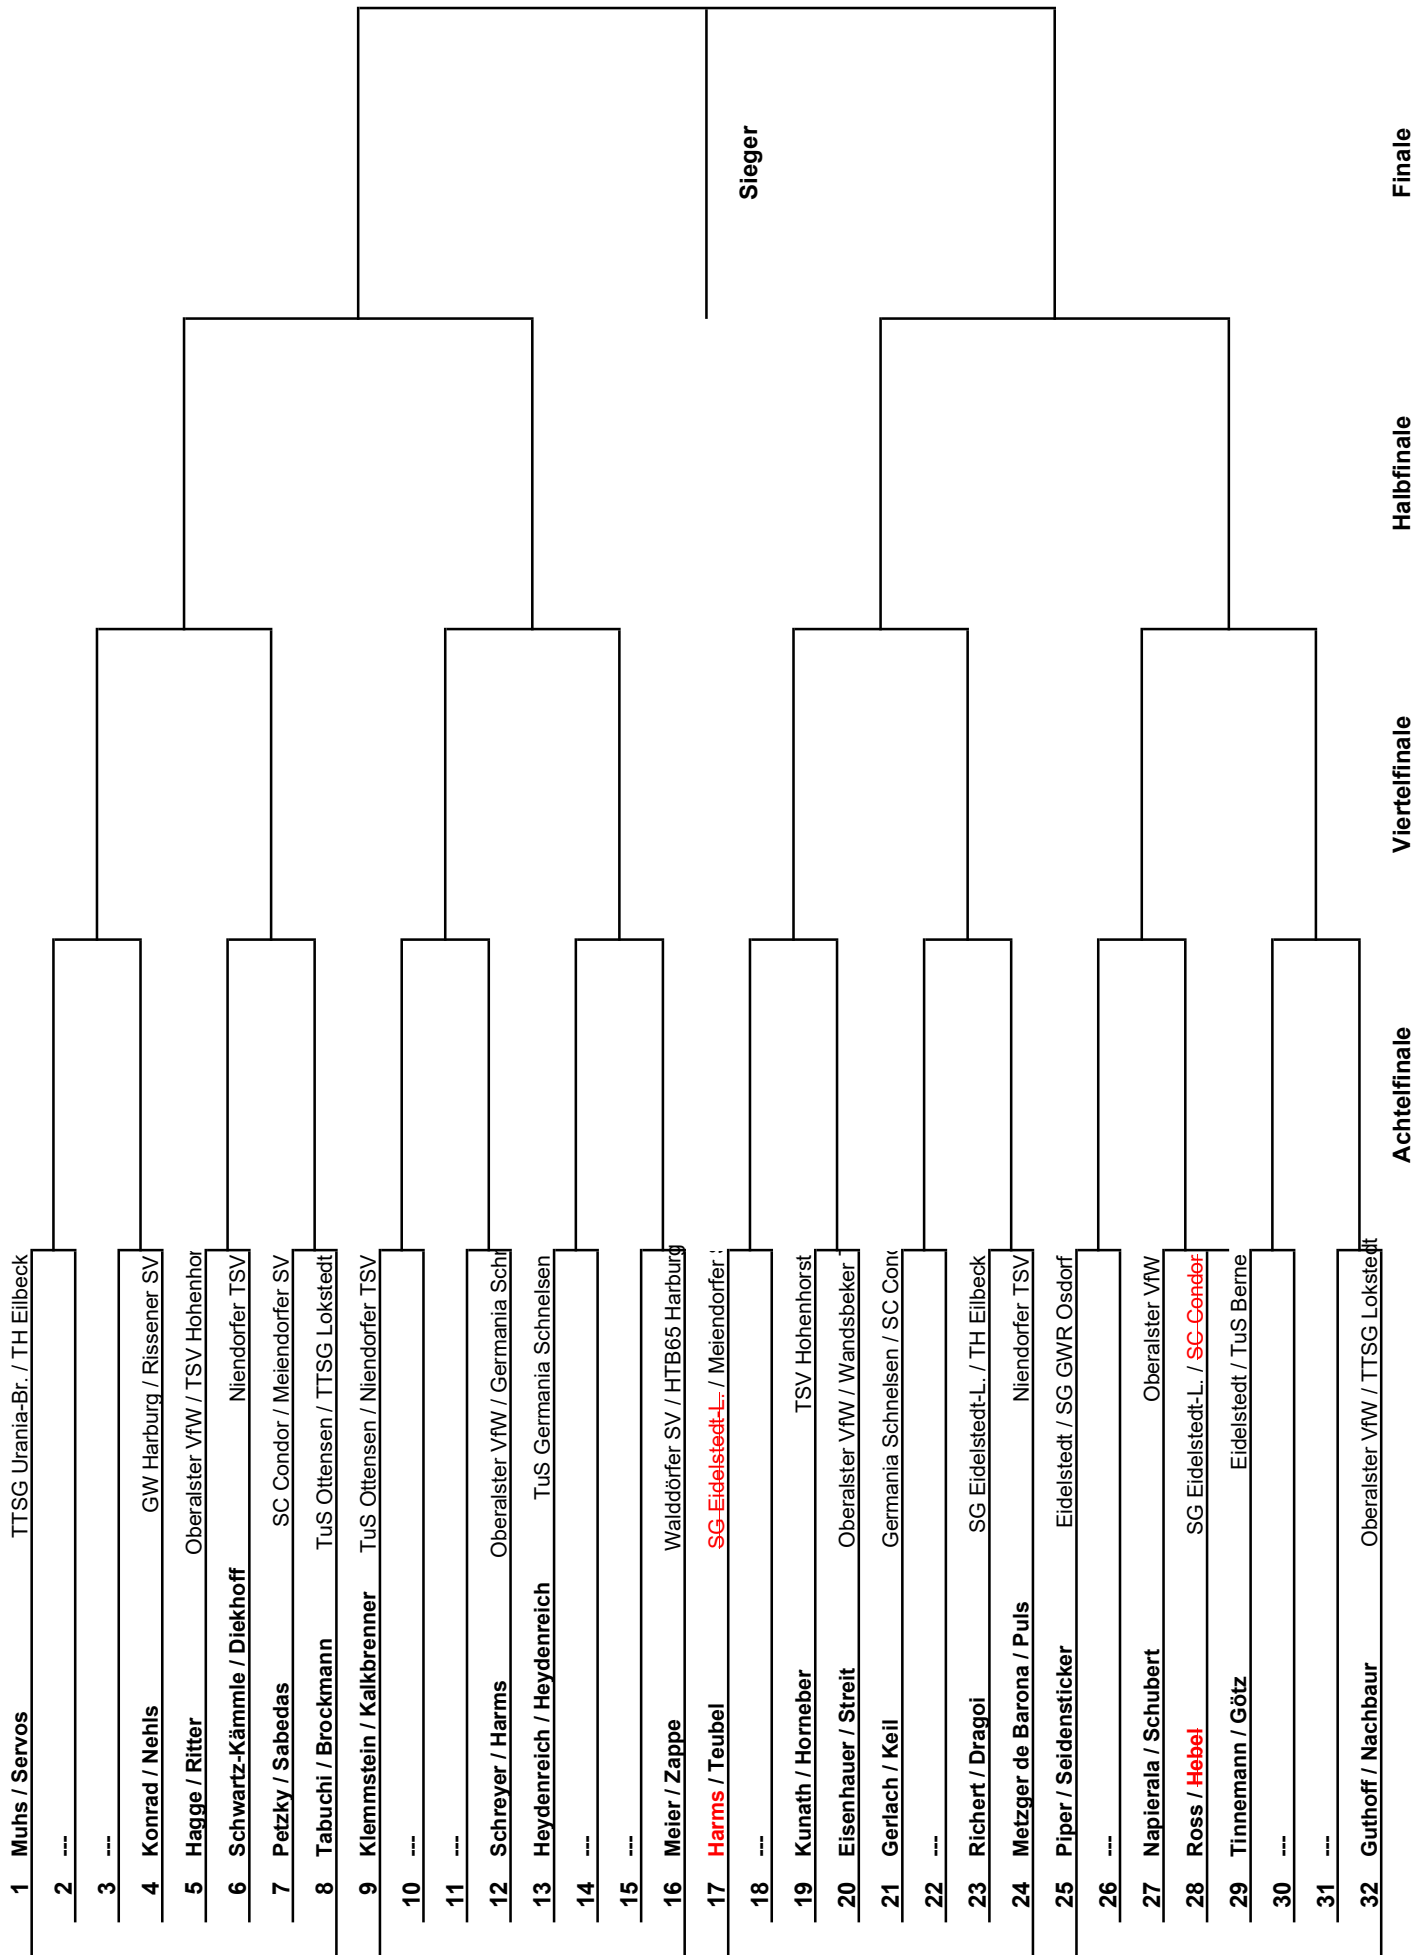 1 Muhs / Servos TTSG Urania-Br. / TH Eilbeck
2 ---
3 ---
4 Konrad / Nehls GW Harburg / Rissener SV
5 Hagge / Ritter Oberalster VfW / TSV Hohenhor
6 Schwartz-Kämmle / Diekhoff Niendorfer TSV
7 Petzky / Sabedas SC Condor / Meiendorfer SV
8 Tabuchi / Brockmann TuS Ottensen / TTSG Lokstedt
9 Klemmstein / Kalkbrenner TuS Ottensen / Niendorfer TSV
10 ---
11 ---
12 Schreyer / Harms Oberalster VfW / Germania Schn
13 Heydenreich / Heydenreich TuS Germania Schnelsen
14 ---
15 ---
16 Meier / Zappe Walddörfer SV / HTB65 Harburg
17 Harms / Teubel SG Eidelstedt-L. / Meiendorfer
18 ---
19 Kunath / Horneber TSV Hohenhorst
20 Eisenhauer / Streit Oberalster VfW / Wandsbeker
21 Gerlach / Keil Germania Schnelsen / SC Cond
22 ---
23 Richert / Dragoi SG Eidelstedt-L. / TH Eilbeck
24 Metzger de Barona / Puls Niendorfer TSV
25 Piper / Seidensticker Eidelstedt / SG GWR Osdorf
26 ---
27 Napierala / Schubert Oberalster VfW
28 Ross / Hebel SG Eidelstedt-L. / SC Condor
29 Tinnemann / Götz Eidelstedt / TuS Berne
30 ---
31 ---
32 Guthoff / Nachbaur Oberalster VfW / TTSG Lokstedt
Sieger
Achtelfinale Viertelfinale Halbfinale Finale